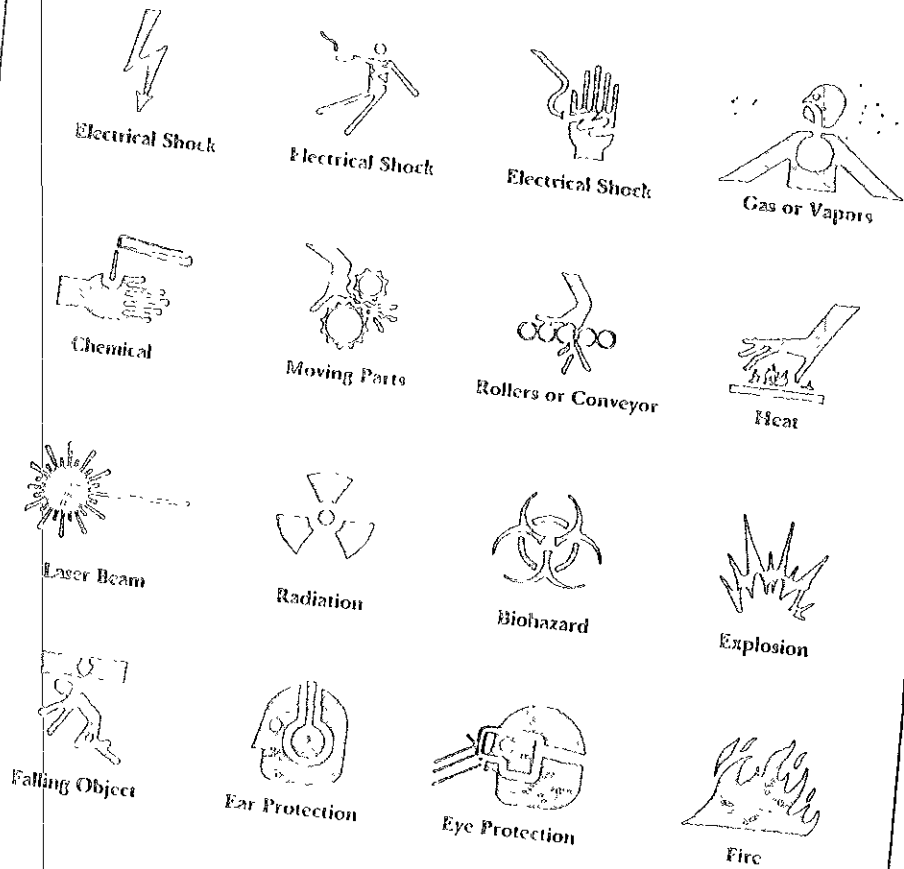 Electrical Shock
Electrical Shock
Electrical Shock
Gas or Vapors
Chemical
Moving Parts
Rollers or Conveyor
Heat
Laser Beam
Radiation
Biohazard
Explosion
Falling Object
Ear Protection
Eye Protection
Fire